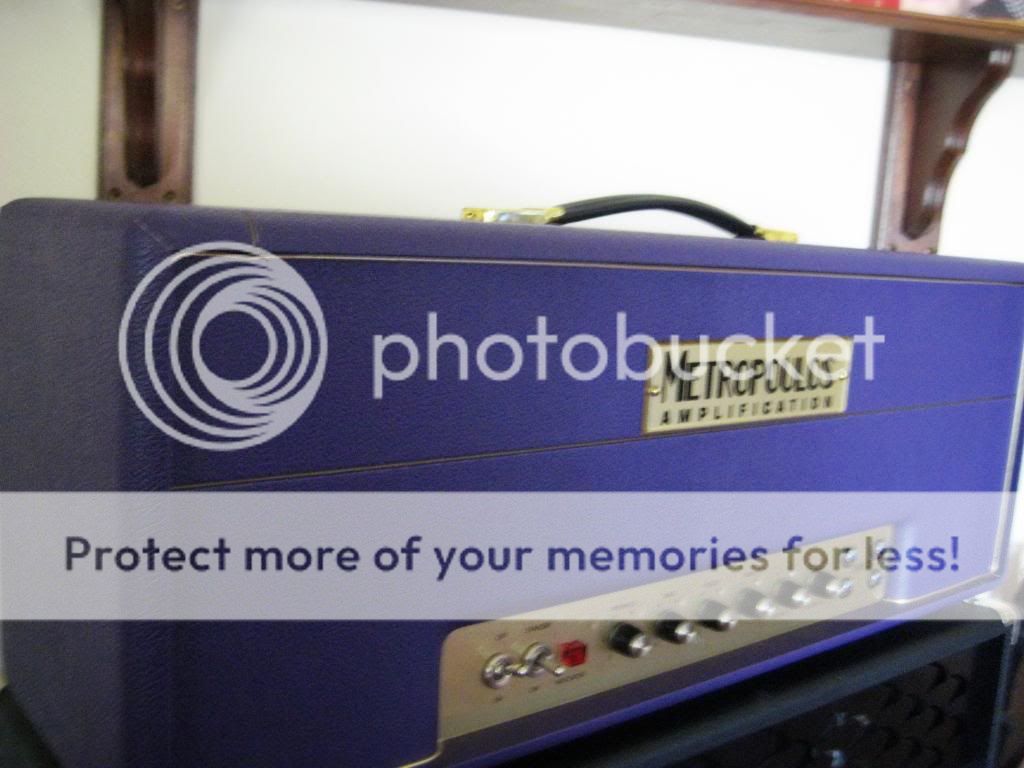 photobucket
METROPOULOS
AMPLIFICATION
Protect more of your memories for less!